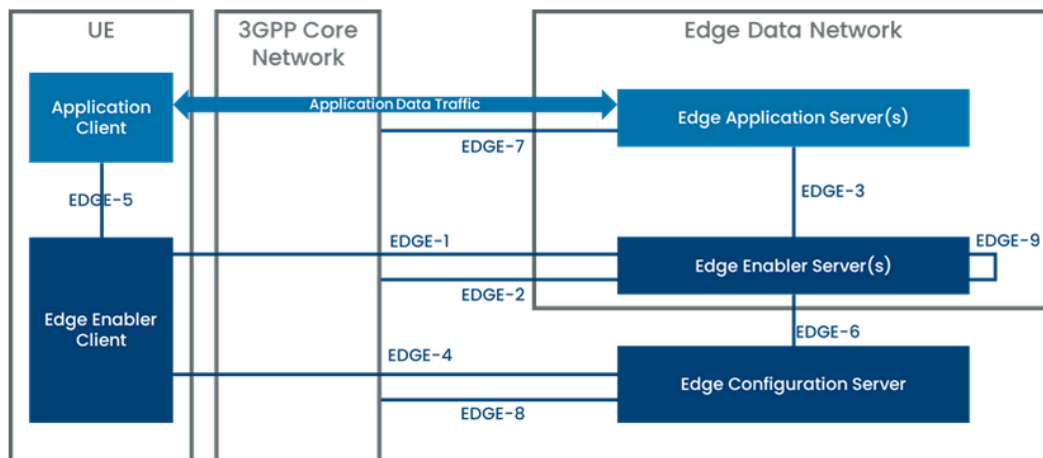 UE
3GPP Core
Network
Edge Data Network
Application
Client
Application Data Traffic
Edge Application Server(s)
EDGE-7
EDGE-5
EDGE-3
EDGE-1
EDGE-9
Edge Enabler Server(s)
EDGE-2
Edge Enabler
Client
EDGE-6
EDGE-4
Edge Configuration Server
EDGE-8